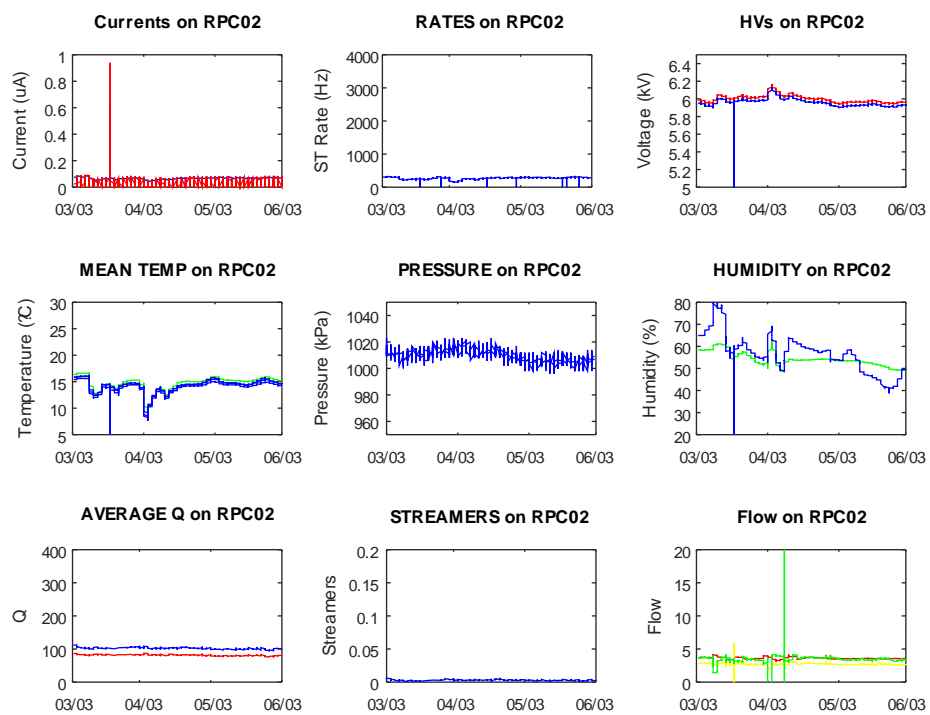 Currents on RPC02
RATES on RPC02
HVs on RPC02
Current (uA)
1
0.8
0.6
0.4
0.2
0
03/03 04/03 05/03 06/03
ST Rate (Hz)
4000
3000
2000
1000
0
03/03 04/03 05/03 06/03
Voltage (kV)
6.4
6.2
6
5.8
5.6
5.4
5.2
5
03/03 04/03 05/03 06/03
MEAN TEMP on RPC02
PRESSURE on RPC02
HUMIDITY on RPC02
Temperature (?C)
30
25
20
15
10
5
03/03 04/03 05/03 06/03
Pressure (kPa)
1040
1020
1000
980
960
03/03 04/03 05/03 06/03
Humidity (%)
80
70
60
50
40
30
20
03/03 04/03 05/03 06/03
AVERAGE Q on RPC02
STREAMERS on RPC02
Flow on RPC02
Q
400
300
200
100
0
03/03 04/03 05/03 06/03
Streamers
0.2
0.15
0.1
0.05
0
03/03 04/03 05/03 06/03
Flow
20
15
10
5
0
03/03 04/03 05/03 06/03